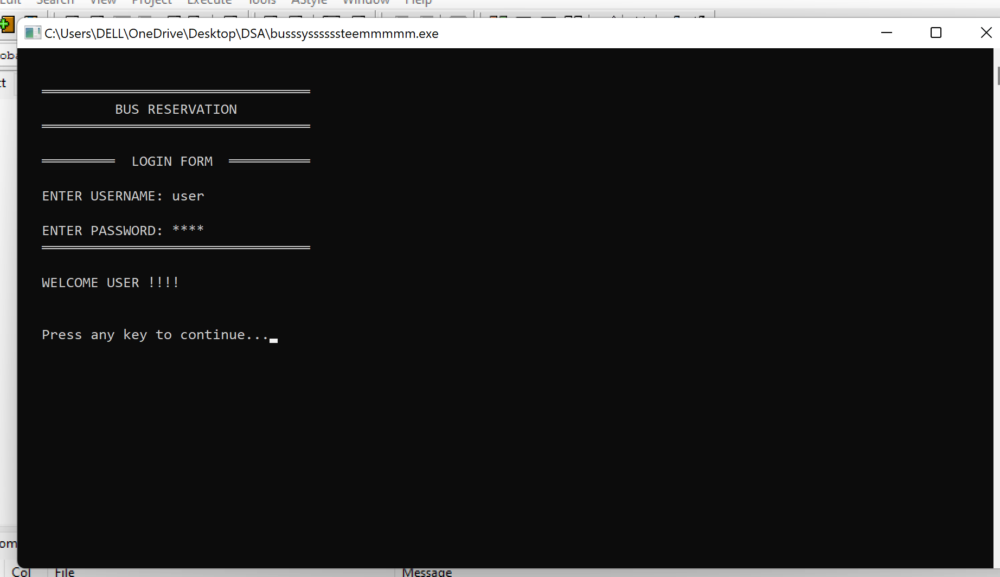 Edit Search View Project Execute Tools AStyle Window Help
C:\Users\DELL\OneDrive\Desktop\DSA\busssyssssssteemmmmm.exe
BUS RESERVATION
LOGIN FORM
ENTER USERNAME: user
ENTER PASSWORD: ****
WELCOME USER !!!!
Press any key to continue...
Col File Message